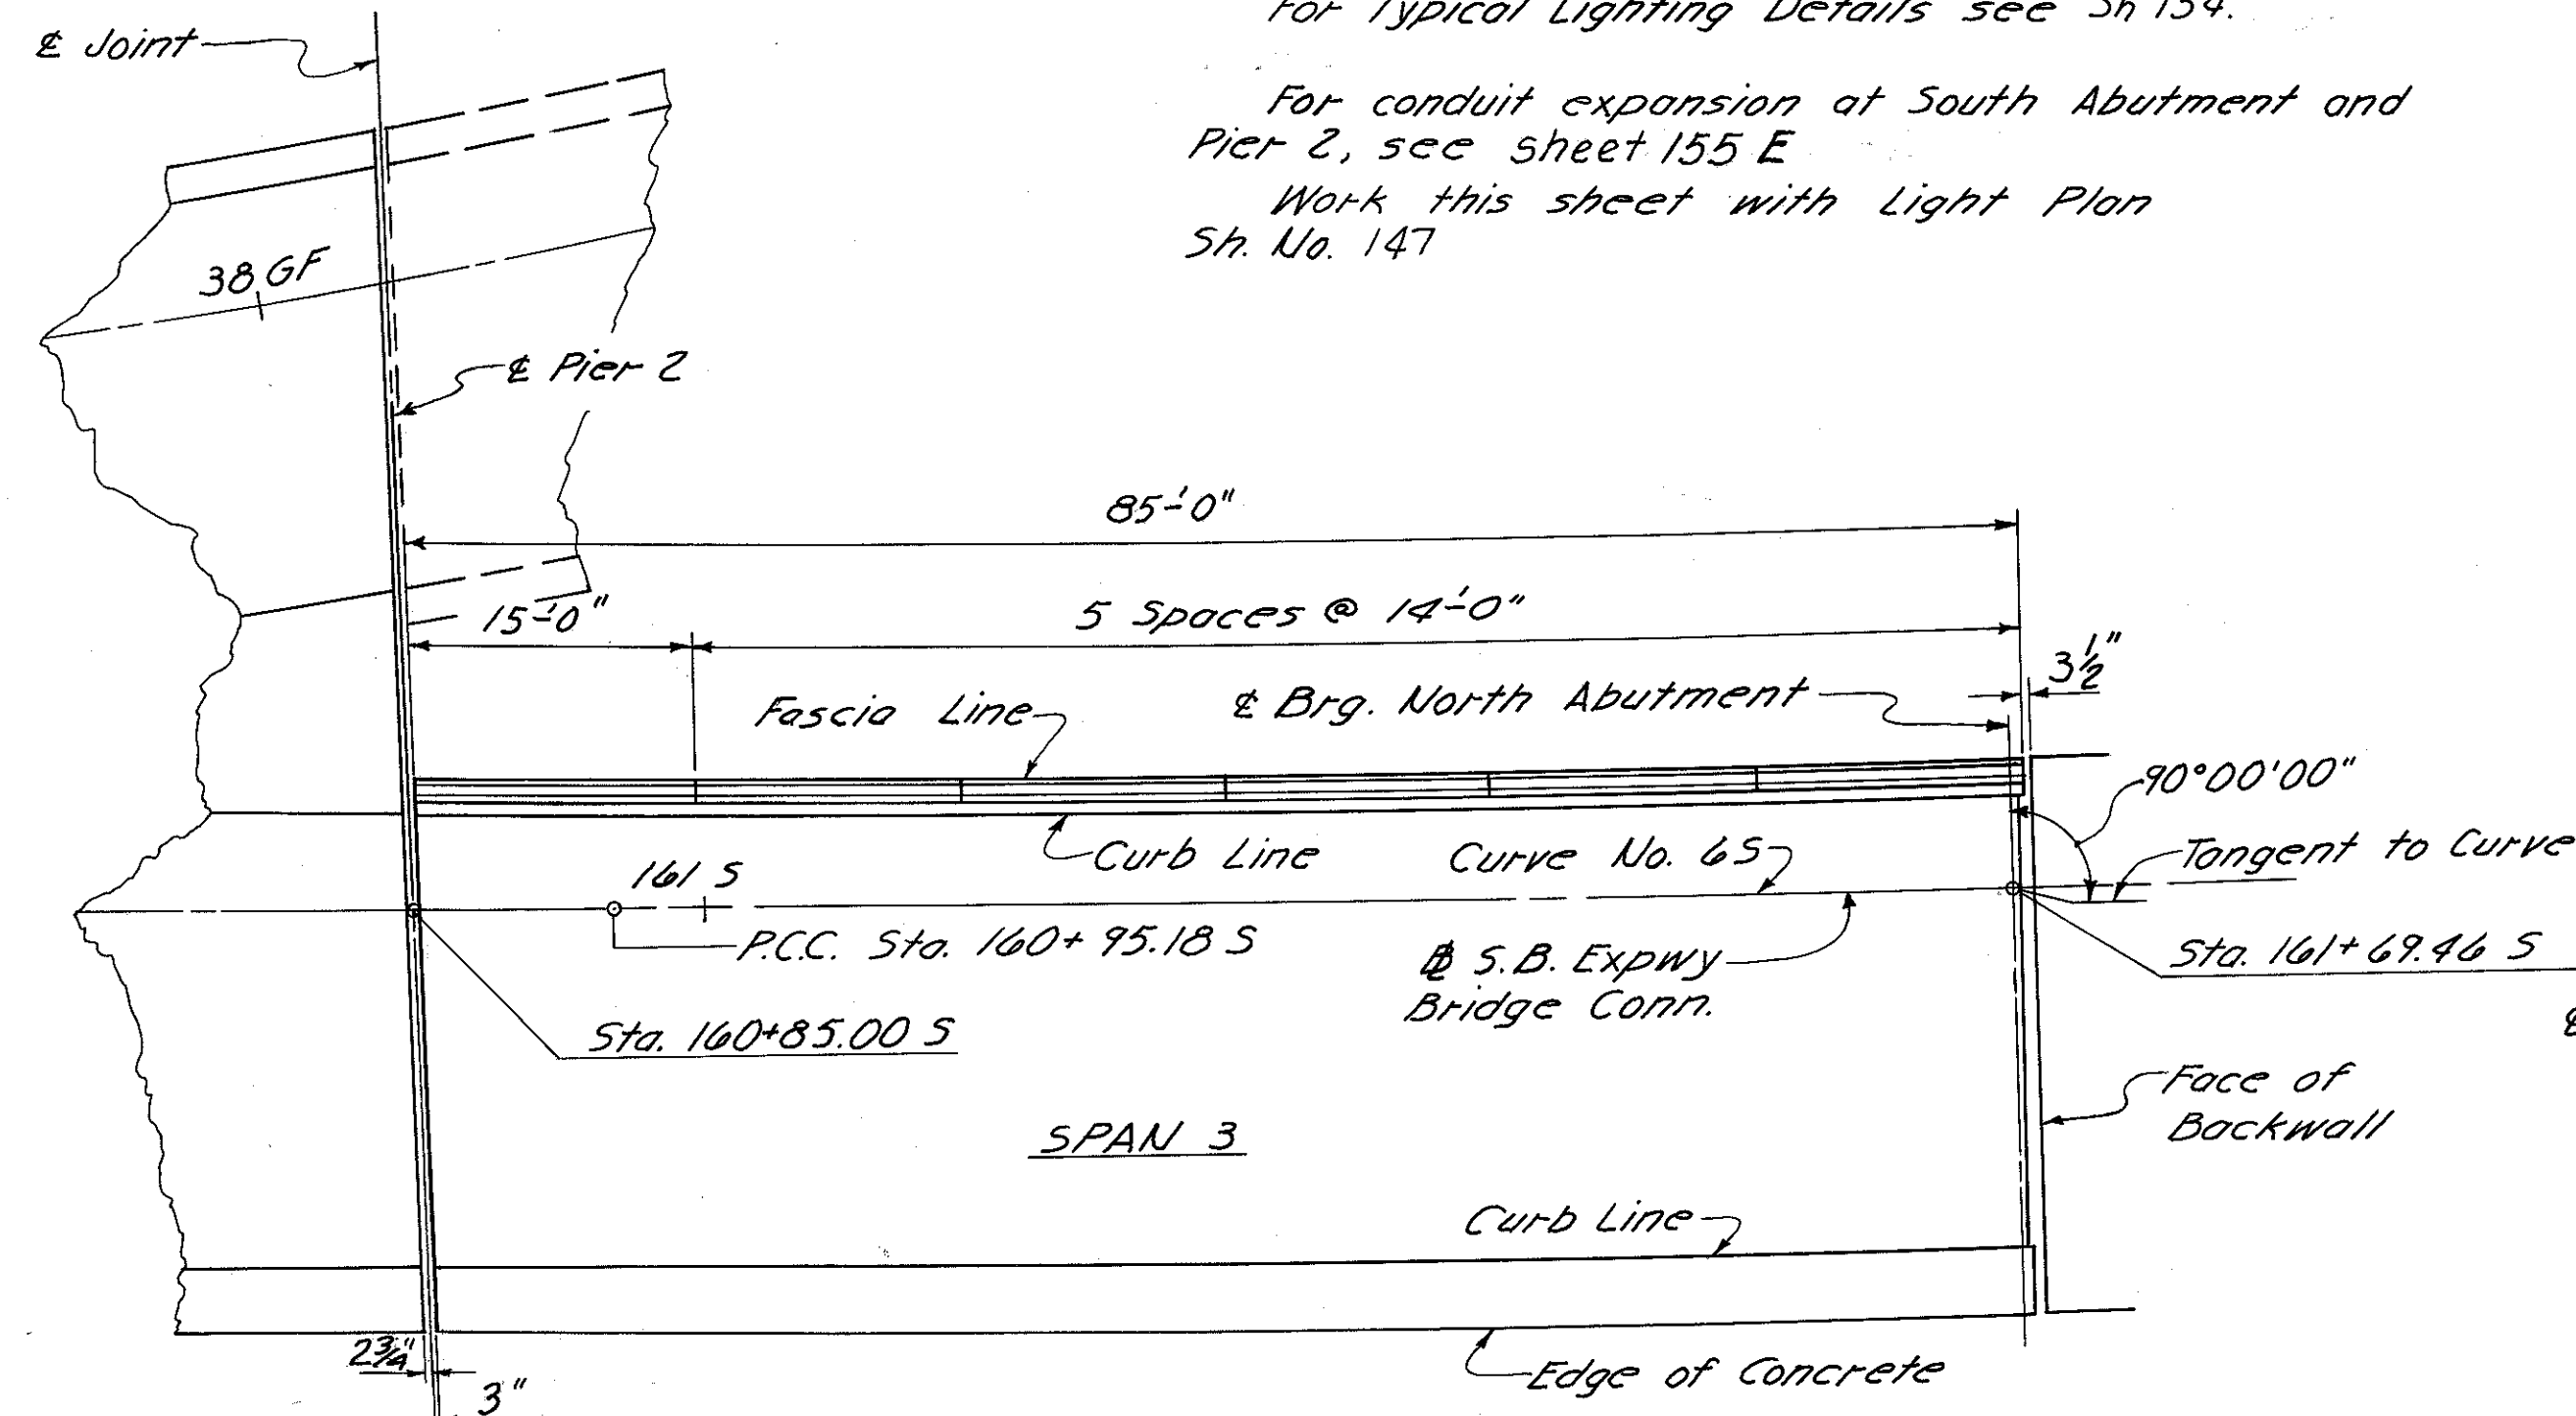 For Typical Lighting Details see Sh 154.
℄ Joint
For conduit expansion at South Abutment and
Pier 2, see sheet 155 E
Work this sheet with Light Plan
Sh. No. 147
38 GF
℄ Pier 2
85'-0"
15'-0"
5 Spaces @ 14'-0"
3 1/2"
Fascia Line
℄ Brg. North Abutment
90°00'00"
Curb Line
Curve No. 6S
Tangent to Curve
161 S
P.C.C. Sta. 160+95.18 S
℄ S.B. Expwy
Bridge Conn.
Sta. 161+69.46 S
Sta. 160+85.00 S
℄
Face of
Backwall
SPAN 3
Curb Line
2 3/4"
3"
Edge of Concrete